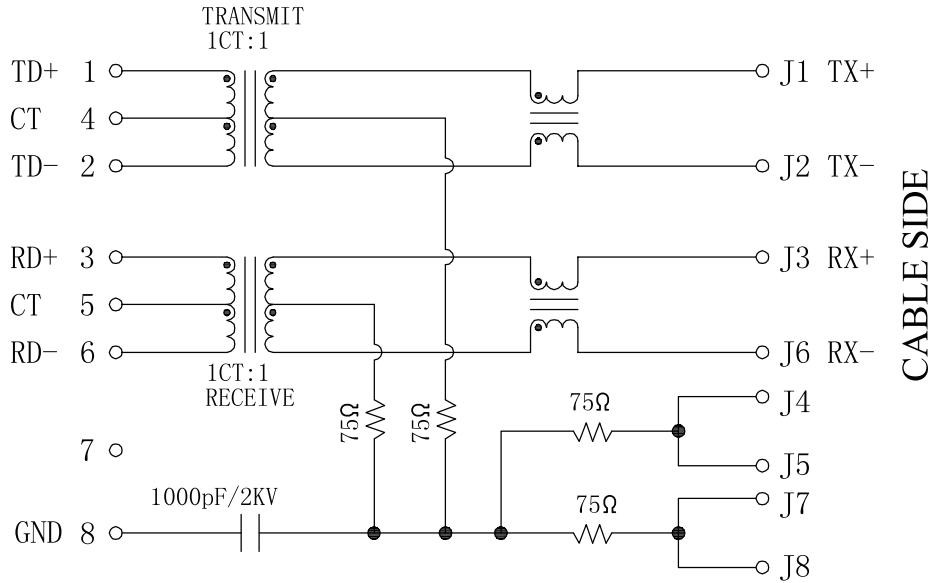 TRANSMIT
1CT:1
TD+ 1
J1 TX+
CT 4
TD- 2
J2 TX-
RD+ 3
J3 RX+
CT 5
RD- 6
J6 RX-
1CT:1
RECEIVE
CABLE SIDE
75Ω
75Ω
75Ω
J4
7
J5
1000pF/2KV
75Ω
J7
GND 8
J8